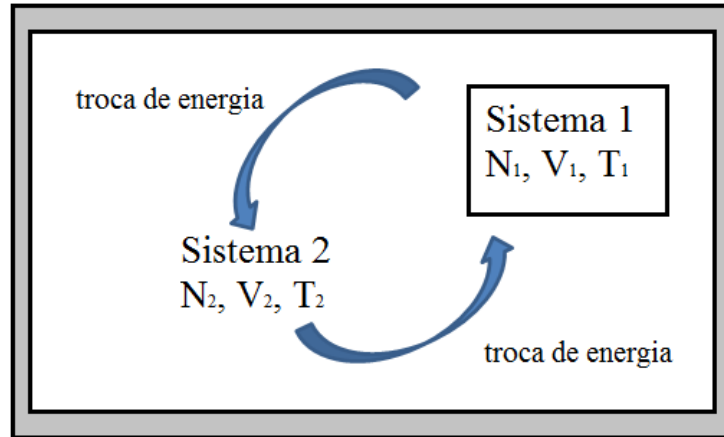 troca de energia
Sistema 1
N₁, V₁, T₁
Sistema 2
N₂, V₂, T₂
troca de energia